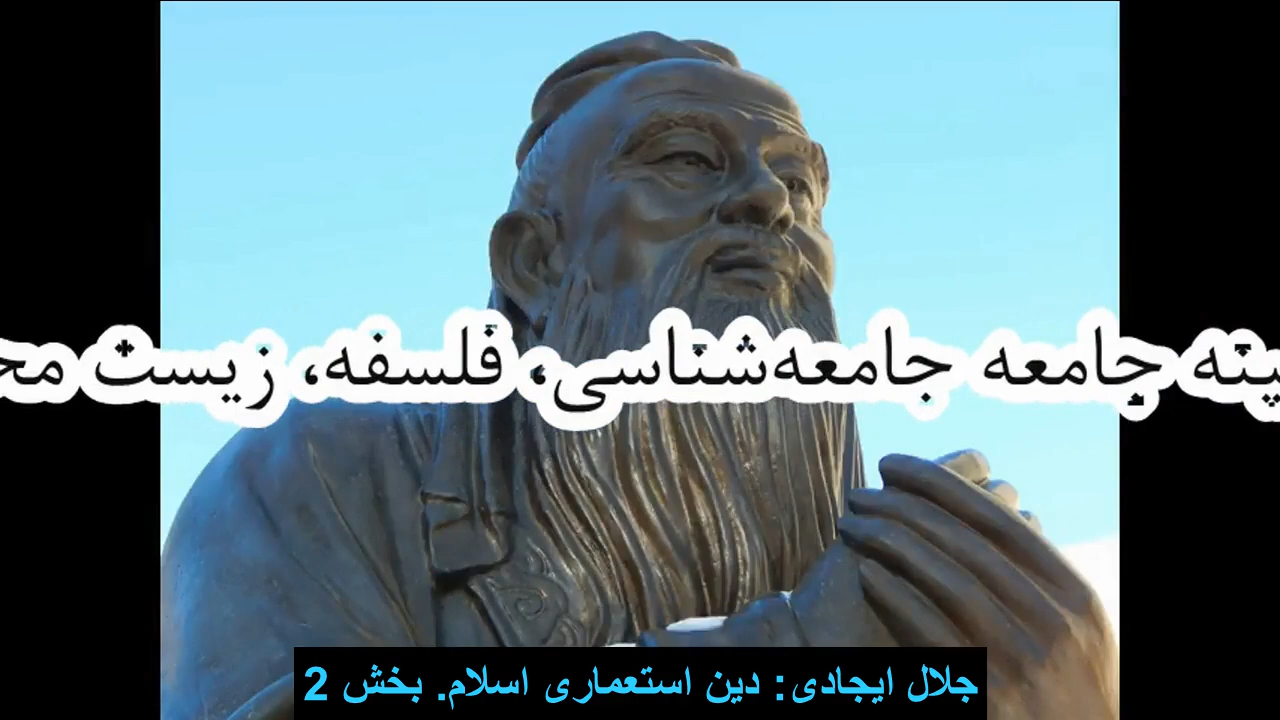 جامعه جامعه‌شناسی، فلسفه، زیست
جلال ایجادی: دین استعماری اسلام. بخش 2